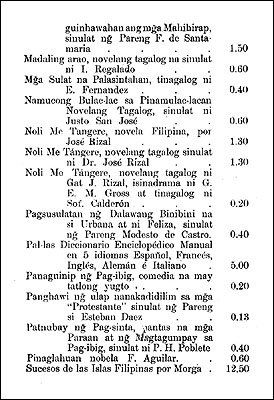 guinhawahan ang mg̃a Mahihirap,
sinulat ng̃ Pareng F. de Santa-
maria . . . 1.50
Madaling arao, novelang tagalog na sinulat
ni I. Regalado . . 0.60
Mg̃a Sulat na Palasintahan, tinagalog ni
E. Fernandez . . . 0.40
Namucong Bulac-lac sa Pinamulac-lacan
Novelang Tagalog, sinulat ni
Justo San José . . 0.60
Noli Me Tangere, novela Filipina, por
José Rizal . . . 1.30
Noli Me Tángere, novelang tagalog sinulat
ni Dr. José Rizal . . 1.30
Noli Me Tángere, novelang tagalog ni
Gat J. Rizal, isinadrama ni G.
E. M. Gross at tinagalog ni
Sof. Calderón . . . 0.20
Pagsusulatan ng̃ Dalawang Binibini na
si Urbana at ni Feliza, sinulat
ng̃ Pareng Modesto de Castro. 0.40
Pal-las Diccionario Enciclopédico Manual
en 5 idiomas Español, Francés,
Inglés, Alemán é Italiano . 5.00
Panaguinip ng̃ Pag-ibig, comedia na may
tatlong yugto . . . 0.20
Panghawi ng̃ ulap nanakadidilim sa mg̃a
"Protestante" sinulat ng̃ Pareng
si Esteban Daez . . 0.13
Patnubay ng̃ Pag-sinta, yantas na mg̃a
Paraan at ng̃ Magtagumpay sa
Pag-ibig, sinulat ni P. H. Poblete 0.40
Pinaglahuan nobela F. Aguilar. . 0.60
Sucesos de las Islas Filipinas por Morga . 12.50